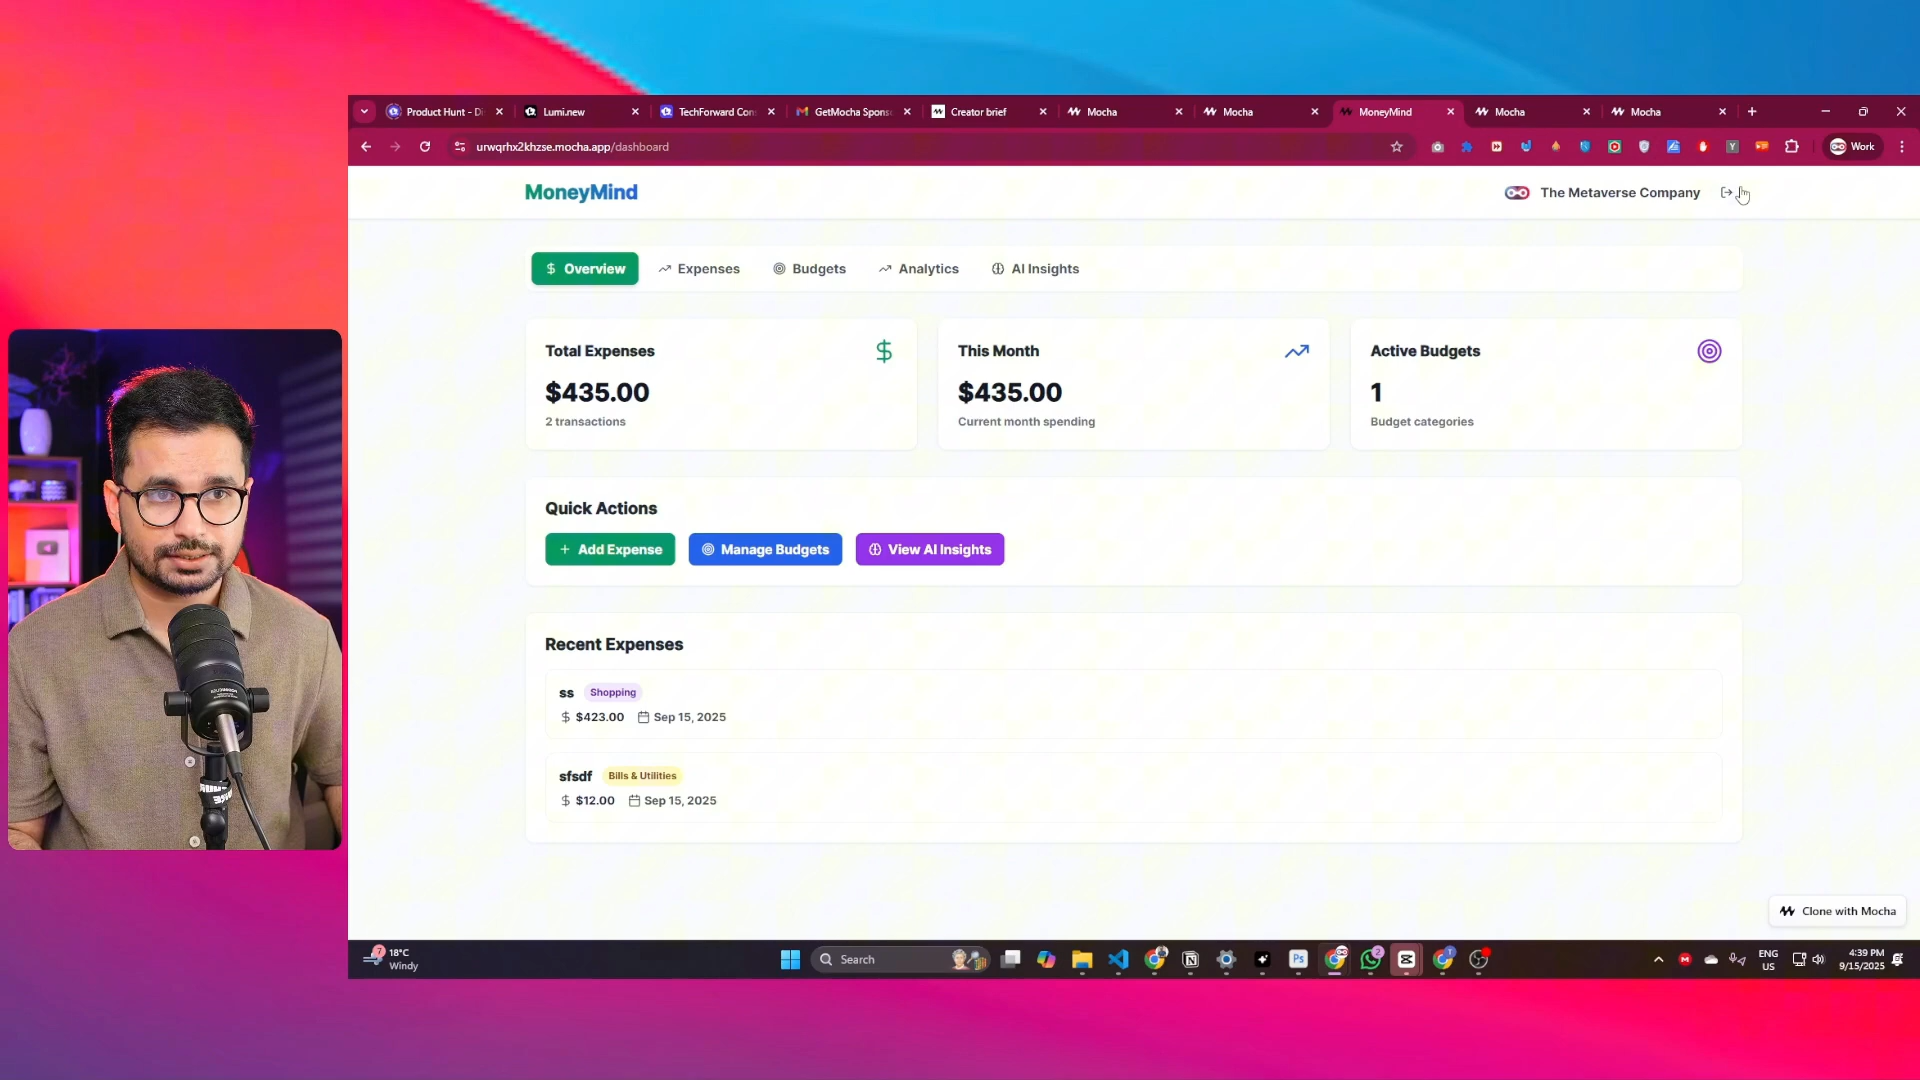 Product Hunt – Di
Lumi.new
TechForward Con
GetMocha Spons
Creator brief
Mocha
Mocha
MoneyMind
Mocha
Mocha
urwqrhx2khzse.mocha.app/dashboard
Work
MoneyMind
The Metaverse Company
Overview
Expenses
Budgets
Analytics
AI Insights
Total Expenses
$435.00
2 transactions
This Month
$435.00
Current month spending
Active Budgets
1
Budget categories
Quick Actions
+ Add Expense
Manage Budgets
View AI Insights
Recent Expenses
ss Shopping
$ $423.00 Sep 15, 2025
sfsdf Bills & Utilities
$ $12.00 Sep 15, 2025
Clone with Mocha
7
18°C
Windy
Search
Ps
2
T
M
ENG
US
4:39 PM
9/15/2025